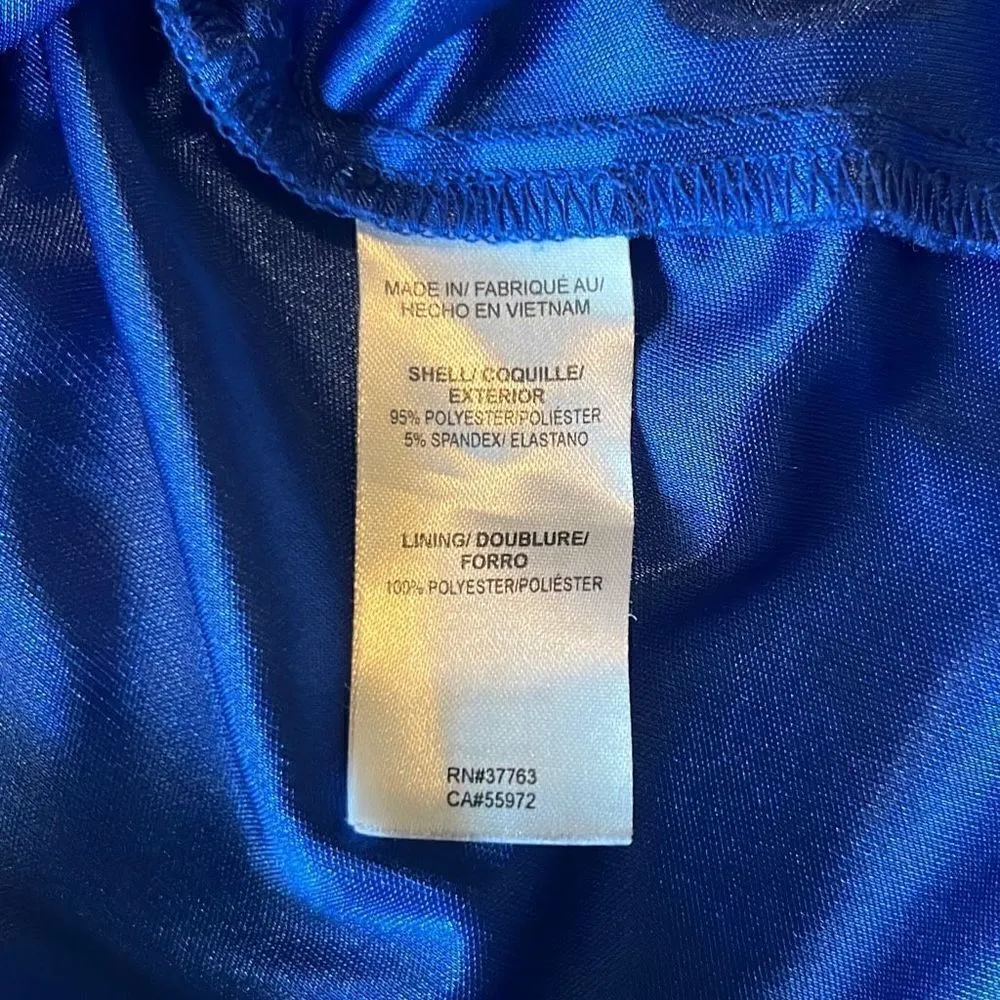 MADE IN/ FABRIQUÉ AU/
HECHO EN VIETNAM
SHELL/ COQUILLE/
EXTERIOR
95% POLYESTER/POLIÉSTER
5% SPANDEX/ ELASTANO
LINING/ DOUBLURE/
FORRO
100% POLYESTER/POLIÉSTER
RN#37763
CA#55972